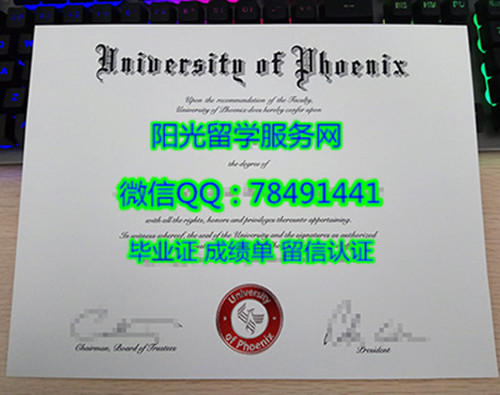 University of Phoenix
Upon the recommendation of the Faculty,
University of Phoenix does hereby confer upon
阳光留学服务网
the degree of
微信QQ：78491441
with all the rights, honors and privileges thereunto appertaining.
In witness whereof, the seal of the University and the signatures as authorized
毕业证 成绩单 留信认证
University
of Phoenix
Chairman, Board of Trustees
President